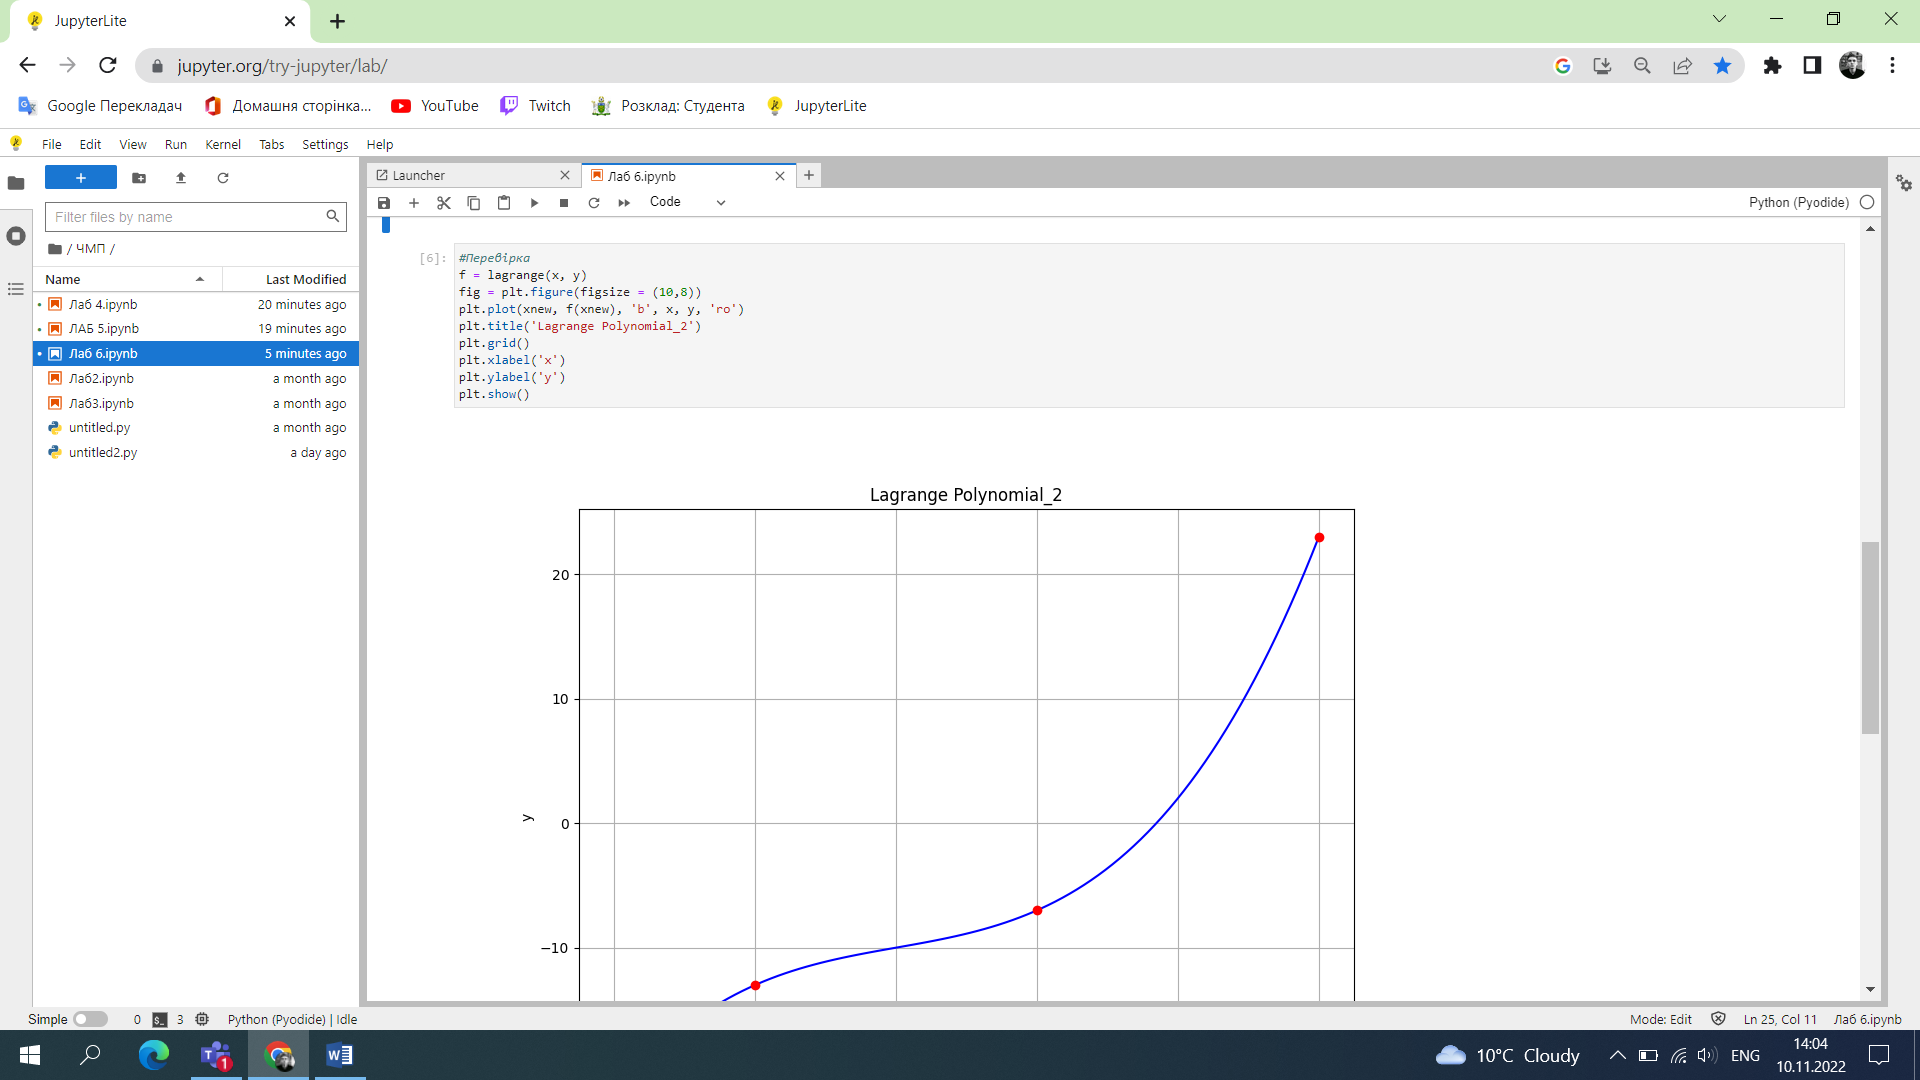 JupyterLite
jupyter.org/try-jupyter/lab/
Google Перекладач
Домашня сторінка...
YouTube
Twitch
Розклад: Студента
JupyterLite
File Edit View Run Kernel Tabs Settings Help
Filter files by name
/ ЧМП /
Name Last Modified
Лаб 4.ipynb 20 minutes ago
ЛАБ 5.ipynb 19 minutes ago
Лаб 6.ipynb 5 minutes ago
Лаб2.ipynb a month ago
Лаб3.ipynb a month ago
untitled.py a month ago
untitled2.py a day ago
Launcher
Лаб 6.ipynb
Code
Python (Pyodide)
[6]:
#Перевірка
f = lagrange(x, y)
fig = plt.figure(figsize = (10,8))
plt.plot(xnew, f(xnew), 'b', x, y, 'ro')
plt.title('Lagrange Polynomial_2')
plt.grid()
plt.xlabel('x')
plt.ylabel('y')
plt.show()
Lagrange Polynomial_2
20
10
0
−10
y
Simple 0 $_ 3 Python (Pyodide) | Idle
Mode: Edit Ln 25, Col 11 Лаб 6.ipynb
1
10°C Cloudy
ENG
14:04
10.11.2022